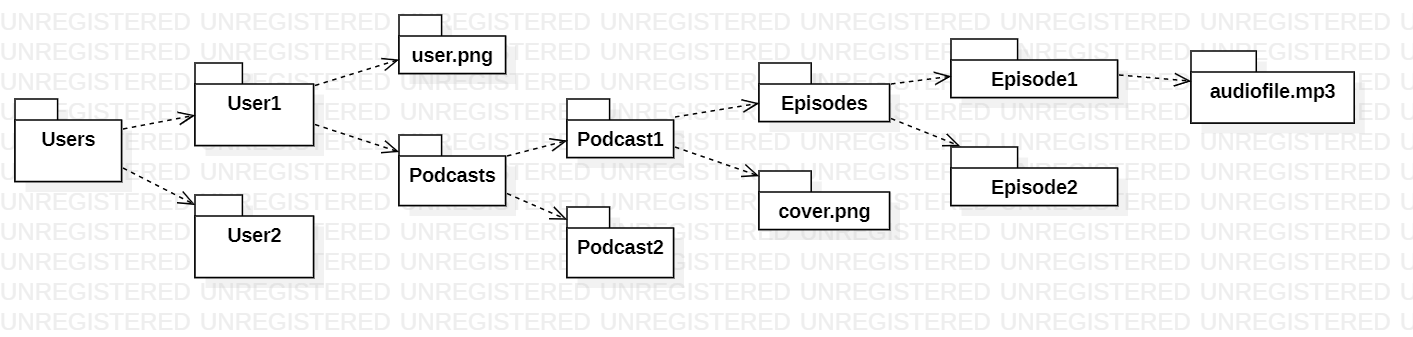 UNREGISTERED UNREGISTERED UNREGISTERED UNREGISTERED UNREGISTERED UNREGISTERED UNREGISTERED
user.png
Episode1
User1
Episodes
audiofile.mp3
Users
Podcast1
Podcasts
Episode2
cover.png
User2
Podcast2